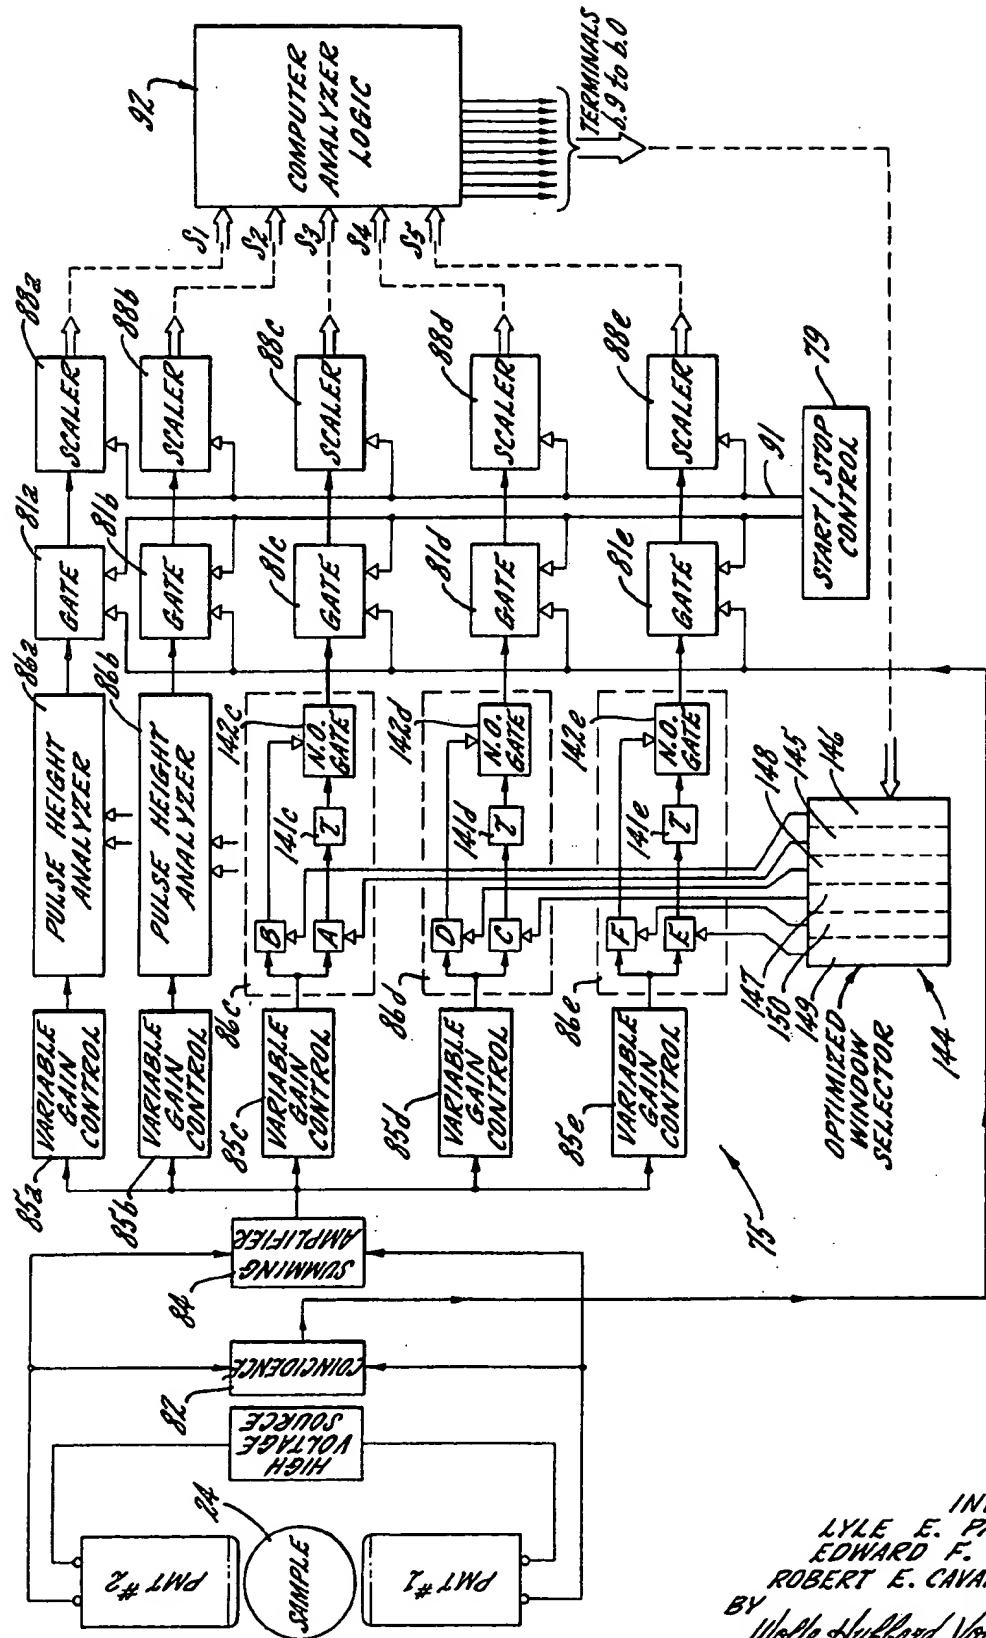 92
COMPUTER
ANALYZER
LOGIC
TERMINALS
6.9 to 6.0
S1
S2
S3
S4
S5
88a
SCALER
88b
SCALER
88c
SCALER
88d
SCALER
88e
SCALER
79
START/STOP
CONTROL
91
81a
GATE
81b
GATE
81c
GATE
81d
GATE
81e
GATE
86a
PULSE HEIGHT
ANALYZER
86b
PULSE HEIGHT
ANALYZER
86c
B
A
141c
τ
142c
N.O.
GATE
86d
D
C
141d
τ
142d
N.O.
GATE
86e
F
E
141e
τ
142e
N.O.
GATE
148
145
146
147
150
149
OPTIMIZED
WINDOW
SELECTOR
144
85a
VARIABLE
GAIN
CONTROL
85b
VARIABLE
GAIN
CONTROL
85c
VARIABLE
GAIN
CONTROL
85d
VARIABLE
GAIN
CONTROL
85e
VARIABLE
GAIN
CONTROL
75
84
SUMMING
AMPLIFIER
82
COINCIDENCE
HIGH
VOLTAGE
SOURCE
24
PMT #2
SAMPLE
PMT #1
LYLE E.
EDWARD F.
ROBERT E.
BY